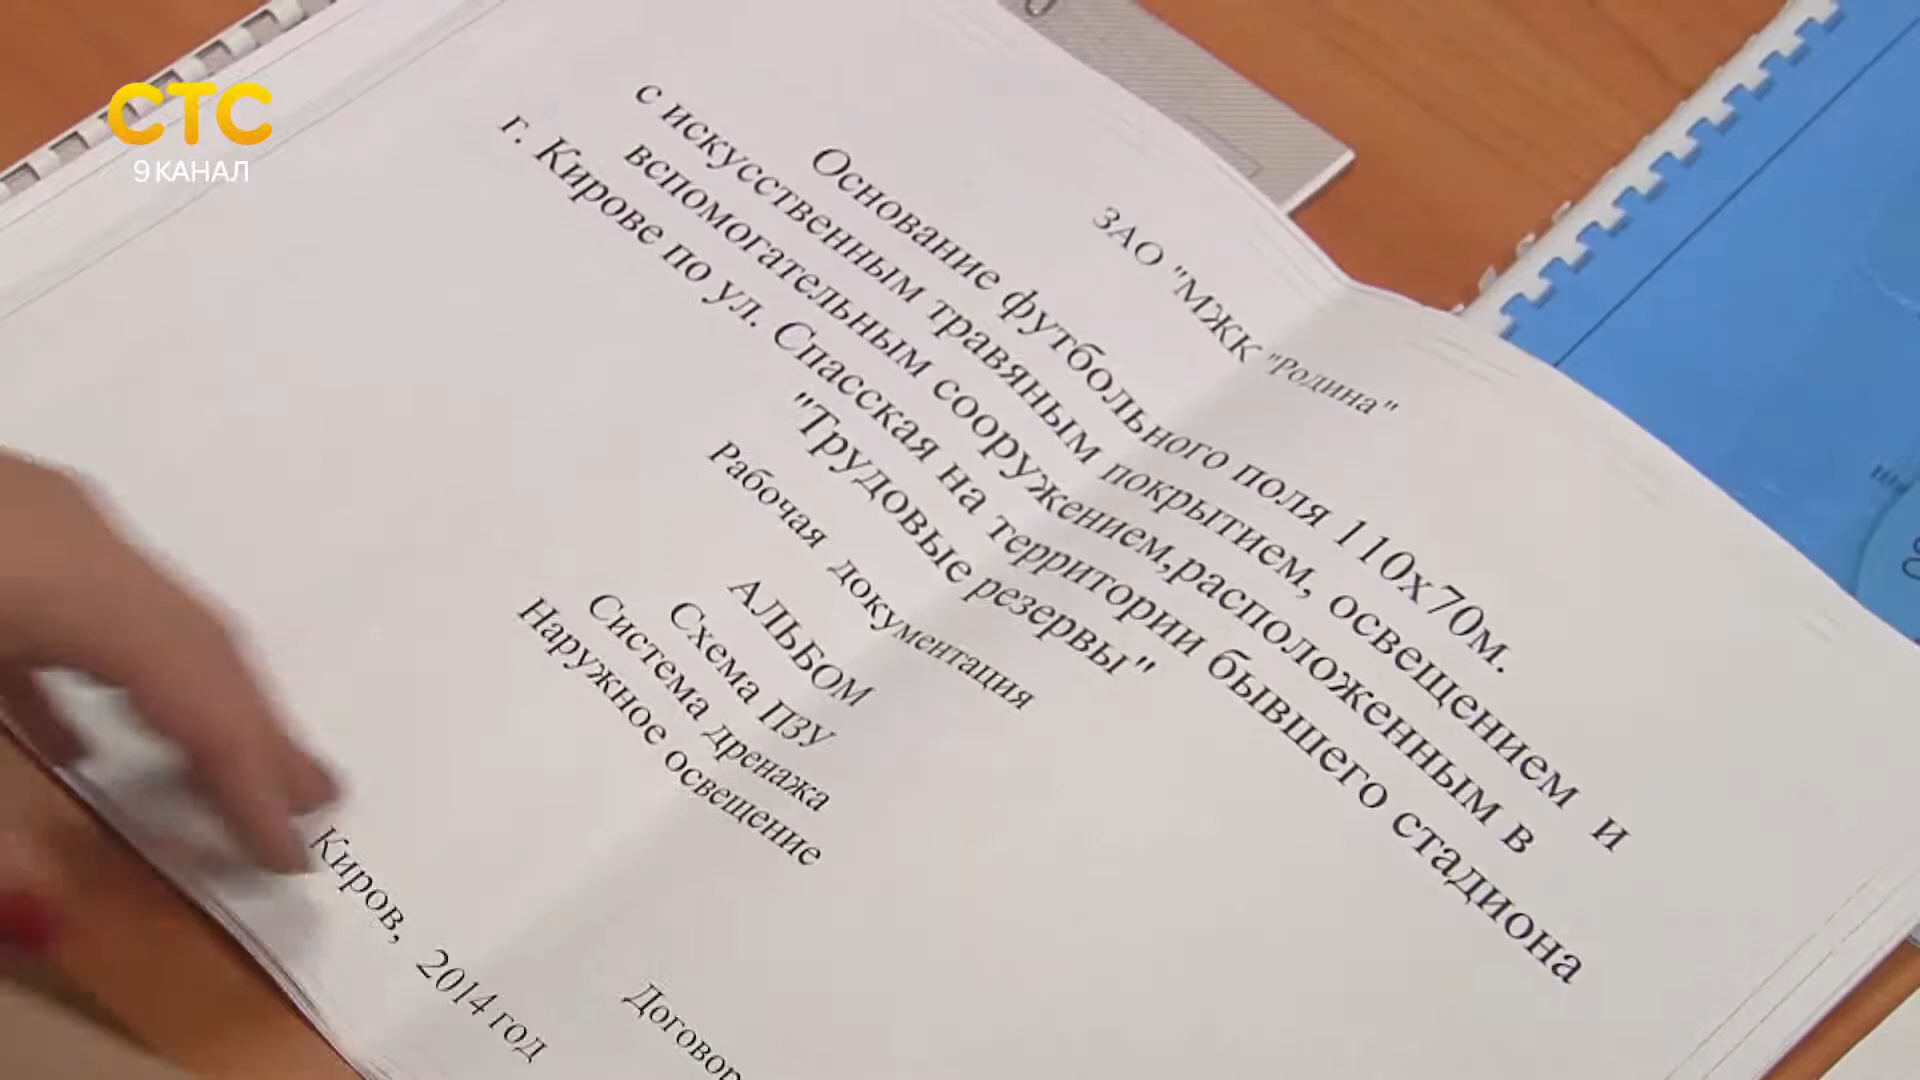 СТС
9 КАНАЛ
ЗАО "МЖК "Родина"
Основание футбольного поля 110х70м.
с искусственным травяным покрытием, освещением и
вспомогательным сооружением,расположенным в
г. Кирове по ул. Спасская на территории бывшего стадиона
"Трудовые резервы"
Рабочая документация
АЛЬБОМ
Схема ПЗУ
Система дренажа
Наружное освещение
Договор
Киров, 2014 год